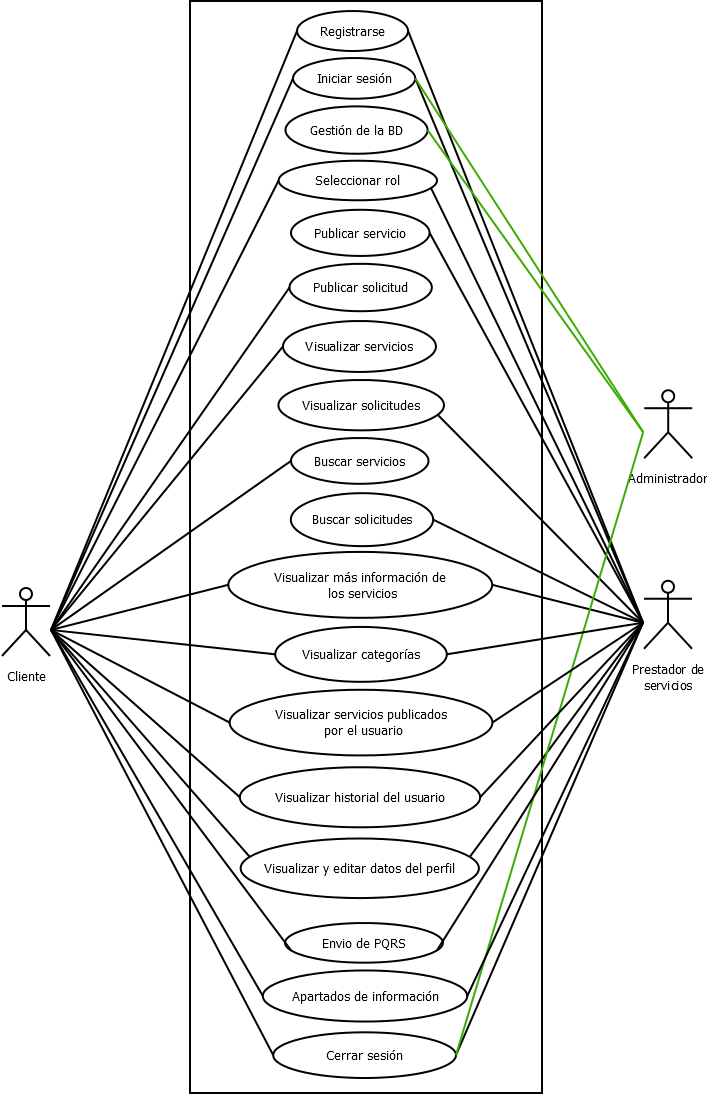 Registrarse
Iniciar sesión
Gestión de la BD
Seleccionar rol
Publicar servicio
Publicar solicitud
Visualizar servicios
Visualizar solicitudes
Buscar servicios
Buscar solicitudes
Visualizar más información de
los servicios
Visualizar categorías
Visualizar servicios publicados
por el usuario
Visualizar historial del usuario
Visualizar y editar datos del perfil
Envio de PQRS
Apartados de información
Cerrar sesión
Cliente
Administrador
Prestador de
servicios